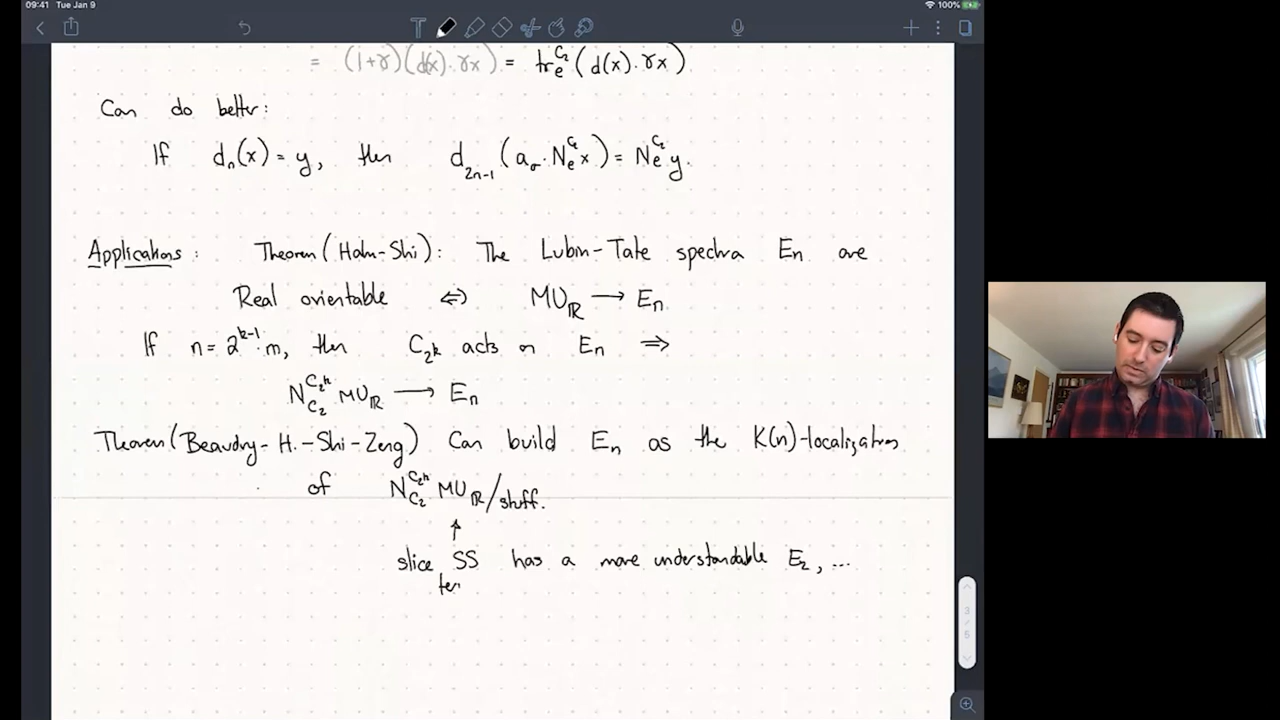 09:41 Tue Jan 9
100%
= (1+γ)(d(x)·γx) = tr_e^{C_2}(d(x)·γx)
Can do better:
If d_n(x) = y, then d_{2n-1}(a_σ·N_e^{C_2}x) = N_e^{C_2}y.
Applications: Theorem (Hahn-Shi): The Lubin-Tate spectra E_n are
Real orientable ⇔ MU_ℝ → E_n
If n = 2^{k-1}·m, then C_{2^k} acts on E_n ⇒
N_{C_2}^{C_{2^k}} MU_ℝ → E_n
Theorem (Beaudry-H.-Shi-Zeng) Can build E_n as the K(n)-localization
of N_{C_2}^{C_{2^k}} MU_ℝ/stuff.
↑
slice SS has a more understandable E_2, ...
ter
3
/
5